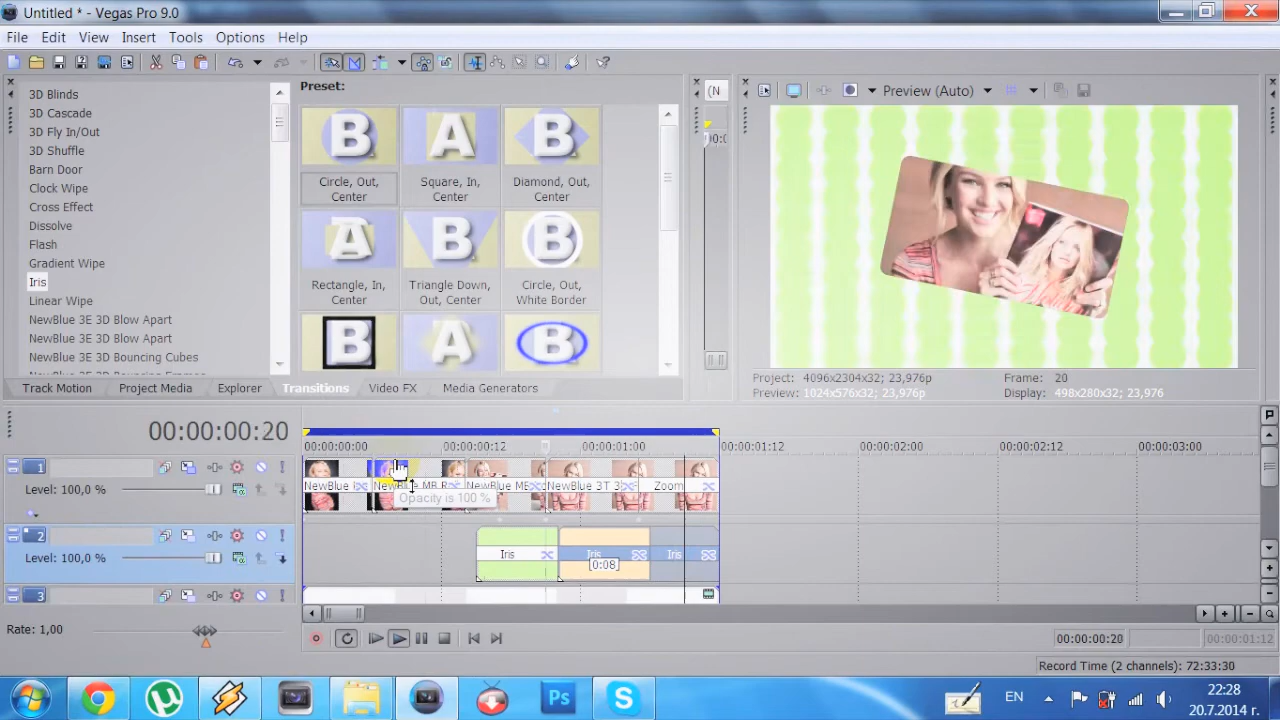 Untitled * - Vegas Pro 9.0
File Edit View Insert Tools Options Help
Preset:
3D Blinds
3D Cascade
3D Fly In/Out
3D Shuffle
Barn Door
Clock Wipe
Cross Effect
Dissolve
Flash
Gradient Wipe
Iris
Linear Wipe
NewBlue 3E 3D Blow Apart
NewBlue 3E 3D Blow Apart
NewBlue 3E 3D Bouncing Cubes
Circle, Out, Center
Square, In, Center
Diamond, Out, Center
Rectangle, In, Center
Triangle Down, Out, Center
Circle, Out, White Border
Track Motion Project Media Explorer Transitions Video FX Media Generators
(N
Preview (Auto)
Project: 4096x2304x32; 23,976p Frame: 20
Preview: 1024x576x32; 23,976p Display: 498x280x32; 23,976
00:00:00:20
00:00:00:00 00:00:00:12 00:00:01:00 00:00:01:12 00:00:02:00 00:00:02:12 00:00:03:00
1
Level: 100,0 %
NewBlue NewBlue MB NewBlue 3T 3 Zoom
Opacity is 100 %
2
Level: 100,0 %
Iris Iris Iris
[0:08]
3
Rate: 1,00
00:00:00:20 00:00:01:12
Record Time (2 channels): 72:33:30
EN
22:28
20.7.2014 г.